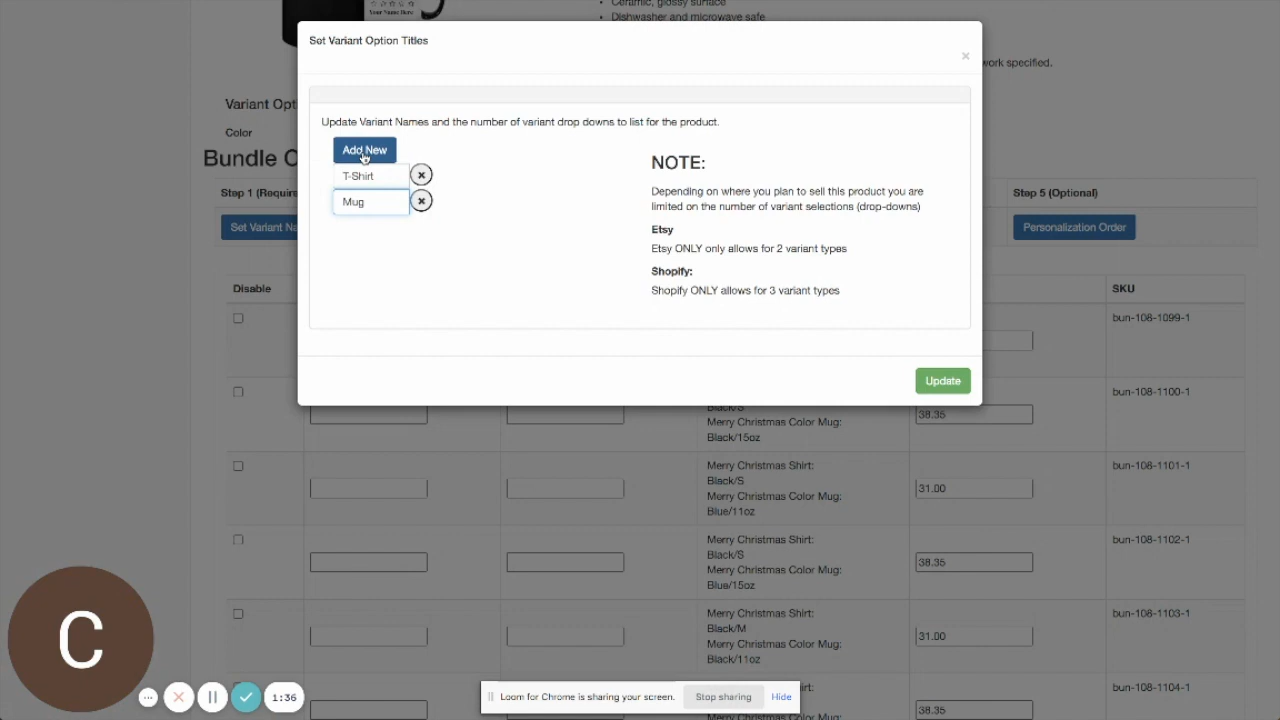 Your Name Here.
Ceramic, glossy surface
Dishwasher and microwave safe
Set Variant Option Titles
×
work specified.
Variant Opt
Update Variant Names and the number of variant drop downs to list for the product.
Color
Add New
Bundle O
NOTE:
T-Shirt
Mug
Depending on where you plan to sell this product you are
limited on the number of variant selections (drop-downs)
Step 1 (Require
Step 5 (Optional)
Set Variant Na
Personalization Order
Etsy
Etsy ONLY only allows for 2 variant types
Shopify:
Shopify ONLY allows for 3 variant types
Disable
SKU
bun-108-1099-1
Update
bun-108-1100-1
Black/S
Merry Christmas Color Mug:
Black/15oz
38.35
Merry Christmas Shirt:
Black/S
Merry Christmas Color Mug:
Blue/11oz
31.00
bun-108-1101-1
Merry Christmas Shirt:
Black/S
Merry Christmas Color Mug:
Blue/15oz
38.35
bun-108-1102-1
Merry Christmas Shirt:
Black/M
Merry Christmas Color Mug:
Black/11oz
31.00
bun-108-1103-1
irt:
38.35
bun-108-1104-1
C
1:36
Loom for Chrome is sharing your screen.
Stop sharing
Hide